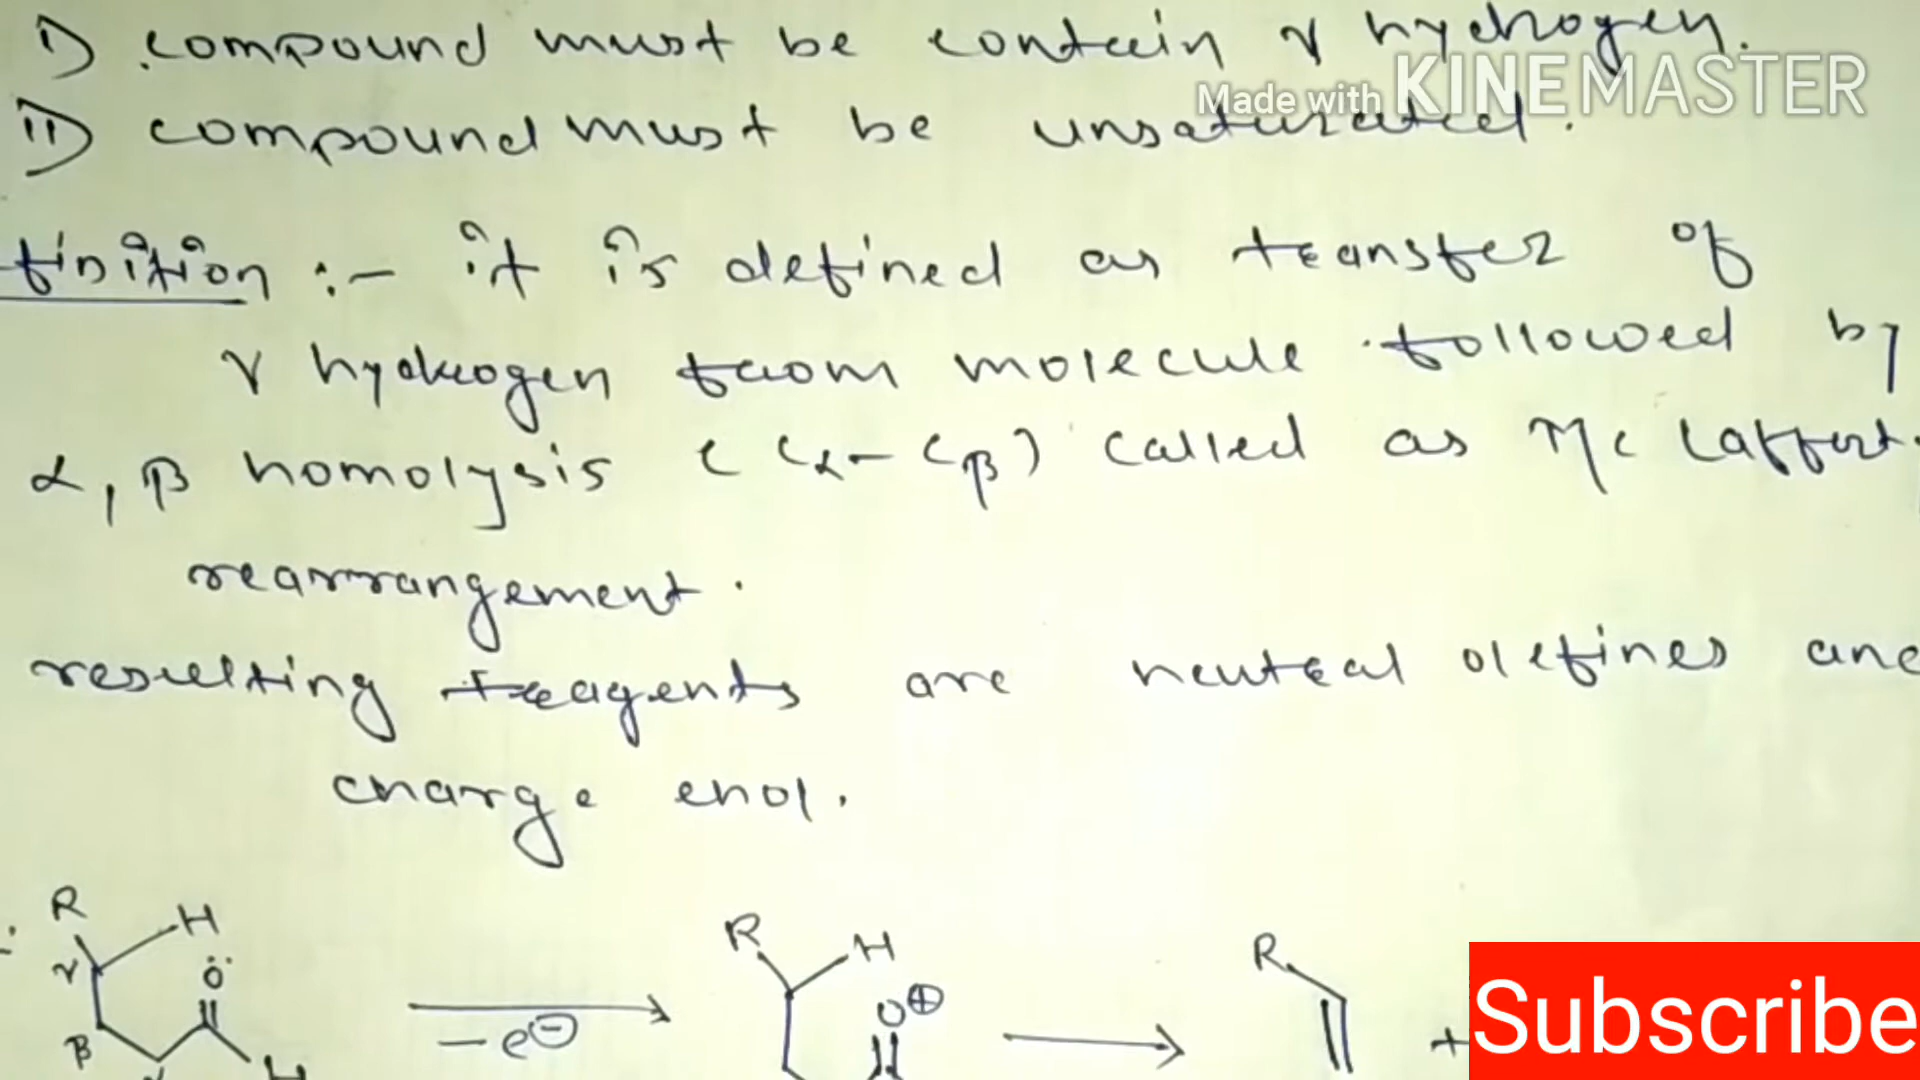 i) compound must be contain γ hydrogen.
Made with KINEMASTER
ii) compound must be unsaturated.
finition :- it is defined as transfer of
γ hydrogen from molecule followed by
α, β homolysis ( Cα - Cβ ) called as Mc Laffert
rearrangement.
resulting fragents are neutral olefines and
charge enol.
R H R H R
γ Ö O⊕
β - e⊖ +
H
Subscribe